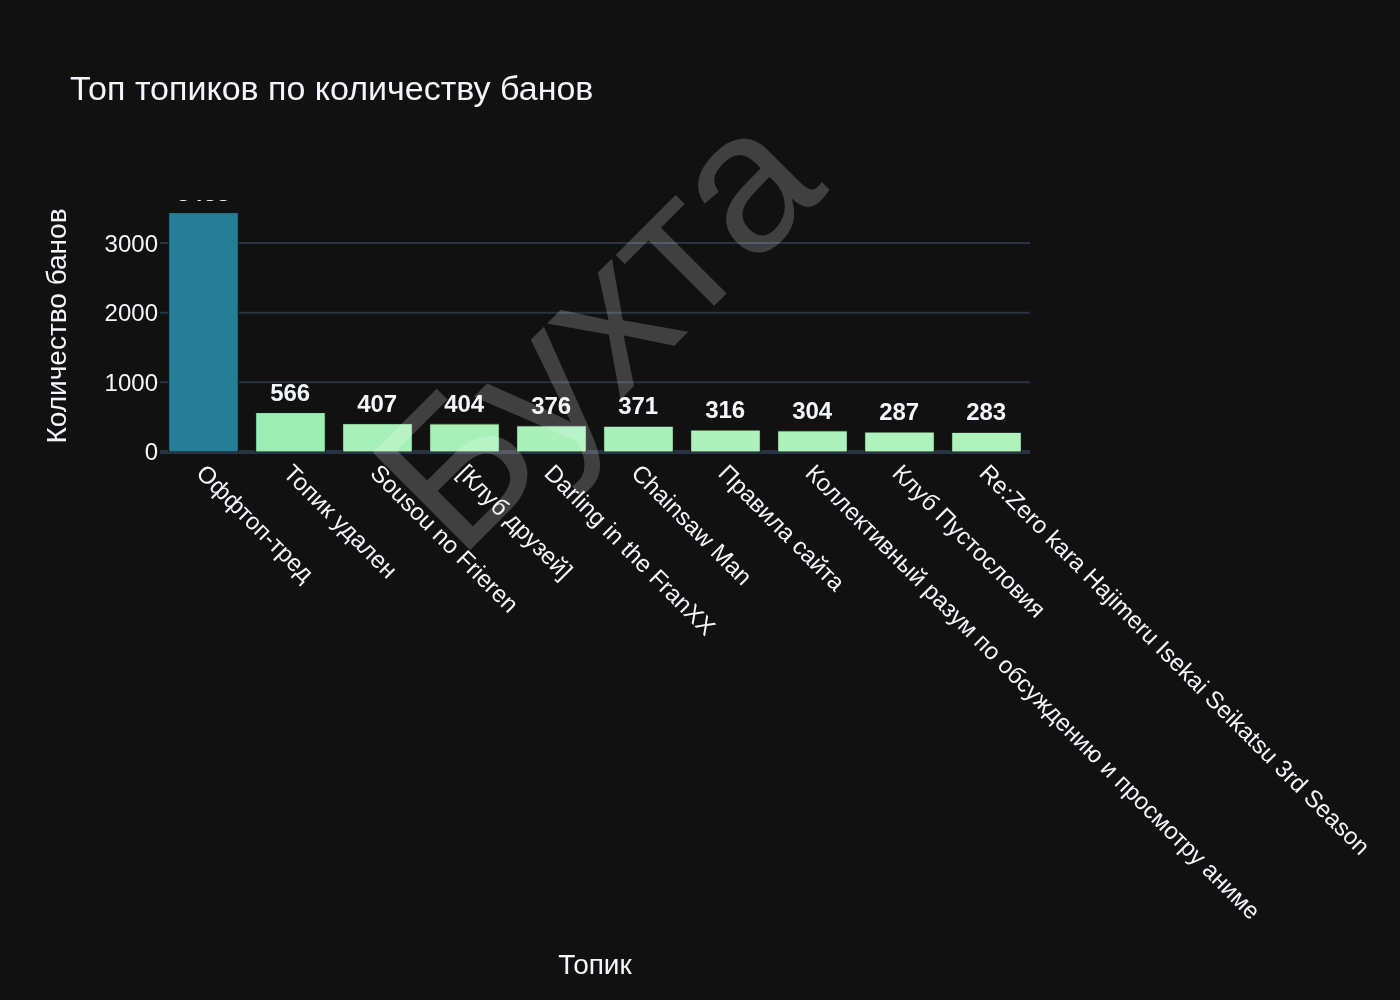 Топ топиков по количеству банов
Бухта
Количество банов
3000
2000
1000
0
566
407
404
376
371
316
304
287
283
Оффтоп-тред
Топик удален
Sousou no Frieren
[Клуб друзей]
Darling in the FranXX
Chainsaw Man
Правила сайта
Коллективный разум по обсуждению и просмотру аниме
Клуб Пустословия
Re:Zero kara Hajimeru Isekai Seikatsu 3rd Season
Топик